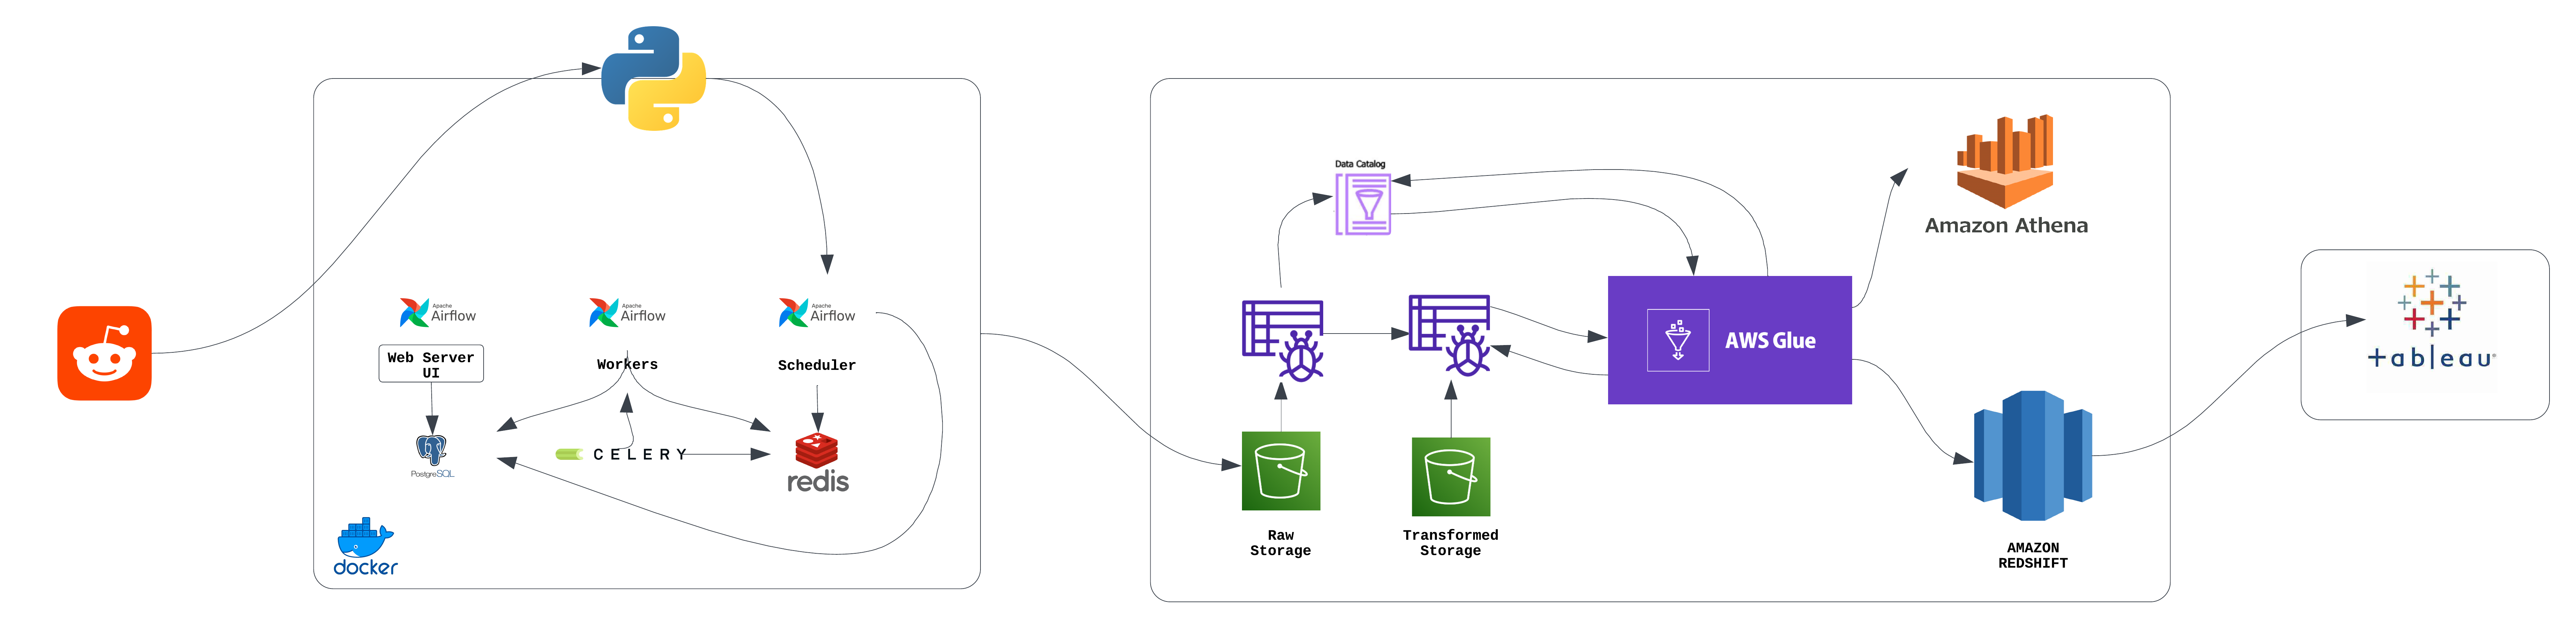 Apache
Airflow
Apache
Airflow
Apache
Airflow
Web Server
UI
Workers
Scheduler
PostgreSQL
CELERY
redis
docker
Data Catalog
AWS Glue
Raw
Storage
Transformed
Storage
Amazon Athena
AMAZON
REDSHIFT
+ableau®